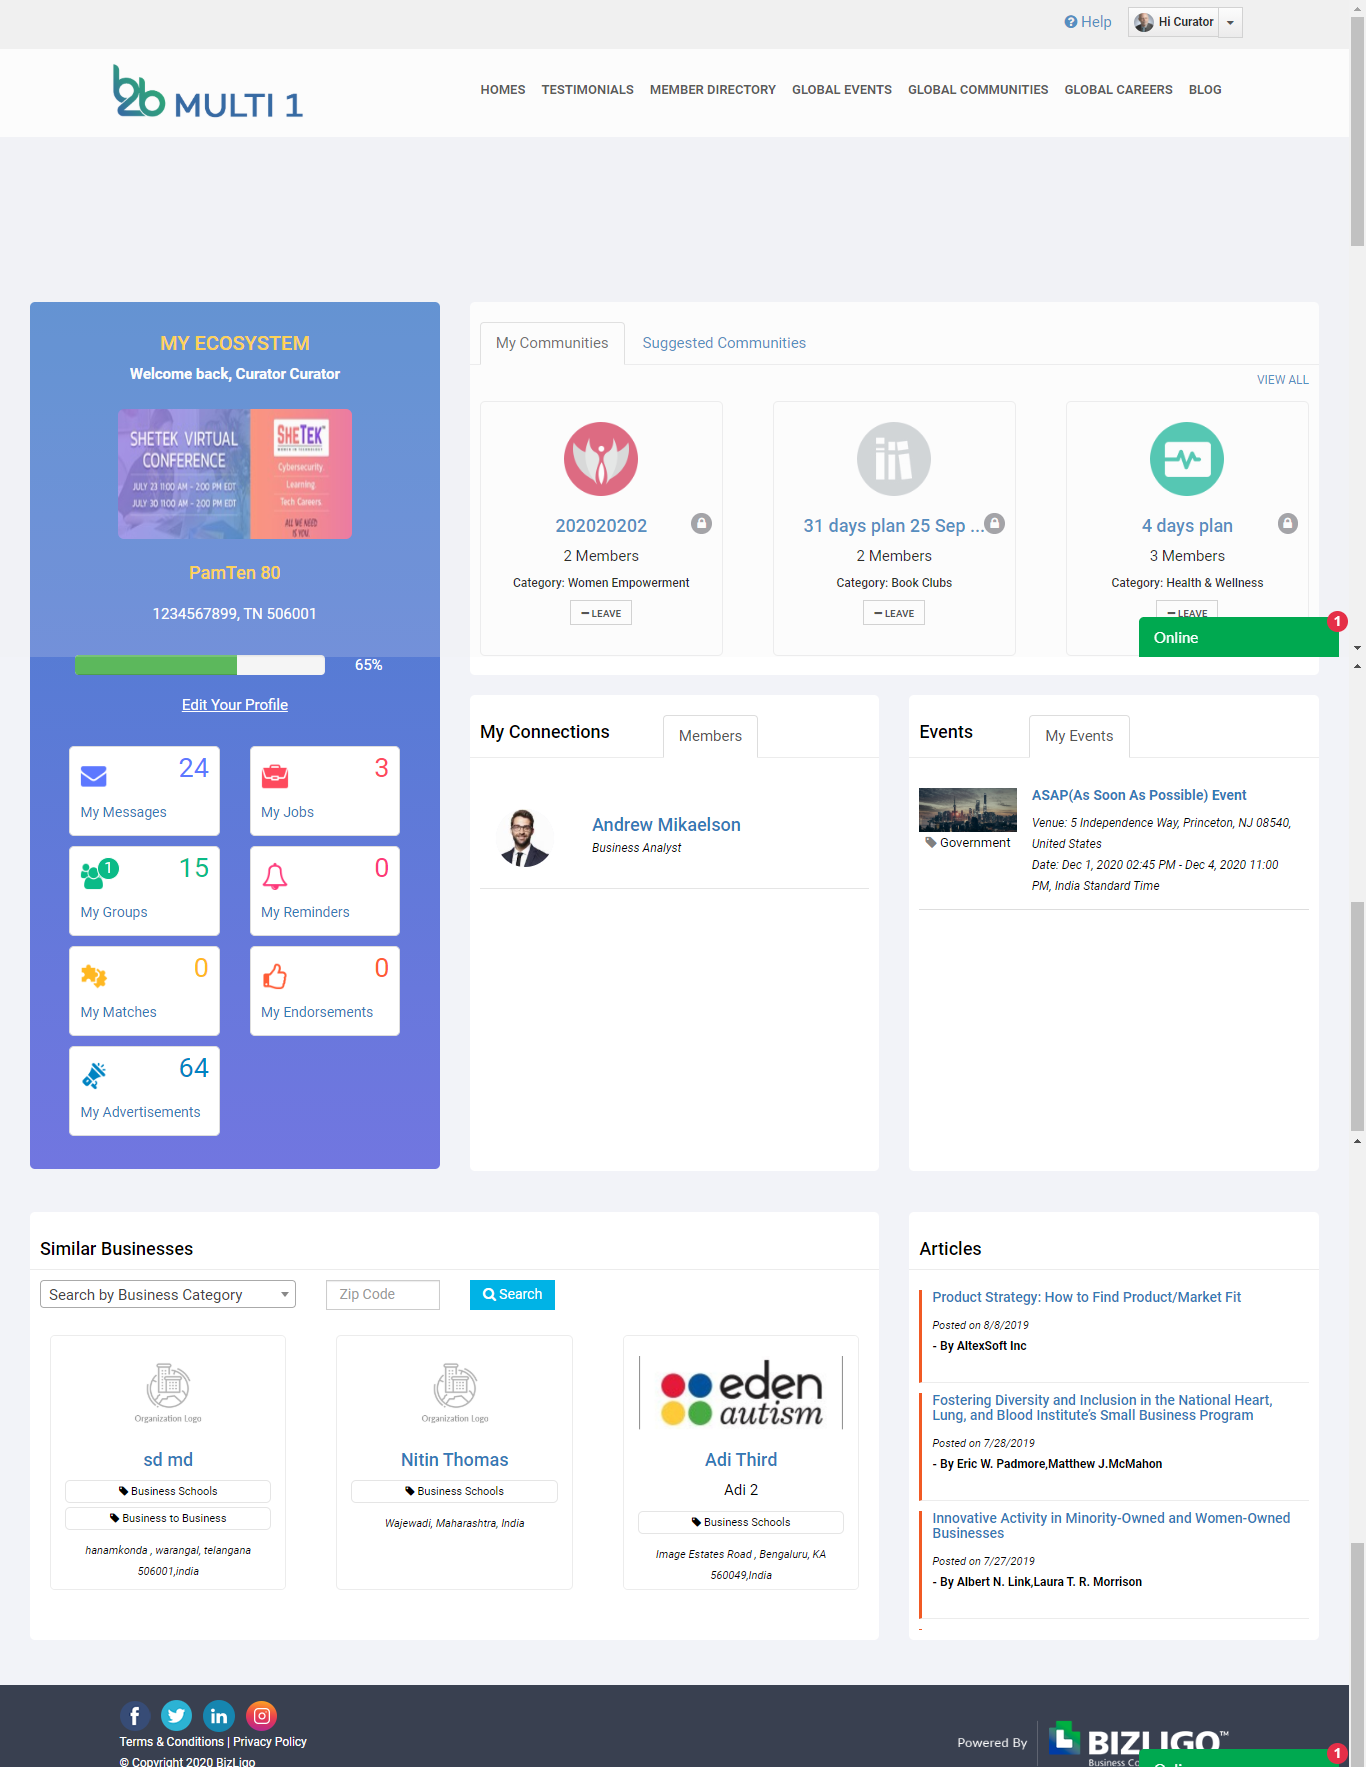 Help
Hi Curator
b2b MULTI 1
HOMES TESTIMONIALS MEMBER DIRECTORY GLOBAL EVENTS GLOBAL COMMUNITIES GLOBAL CAREERS BLOG
MY ECOSYSTEM
Welcome back, Curator Curator
SHETEK VIRTUAL
CONFERENCE
JULY 23 11:00 AM - 2:00 PM EDT
JULY 30 11:00 AM - 2:00 PM EDT
SHETEK
WOMEN IN TECHNOLOGY
Cybersecurity
Learning
Tech Careers
ALL WE NEED
IS YOU!
PamTen 80
1234567899, TN 506001
65%
Edit Your Profile
24
My Messages
3
My Jobs
1
15
My Groups
0
My Reminders
0
My Matches
0
My Endorsements
64
My Advertisements
My Communities
Suggested Communities
VIEW ALL
202020202
2 Members
Category: Women Empowerment
LEAVE
31 days plan 25 Sep ...
2 Members
Category: Book Clubs
LEAVE
4 days plan
3 Members
Category: Health & Wellness
LEAVE
Online
1
My Connections
Members
Andrew Mikaelson
Business Analyst
Events
My Events
Government
ASAP(As Soon As Possible) Event
Venue: 5 Independence Way, Princeton, NJ 08540,
United States
Date: Dec 1, 2020 02:45 PM - Dec 4, 2020 11:00
PM, India Standard Time
Similar Businesses
Search by Business Category
Zip Code
Search
Organization Logo
sd md
Business Schools
Business to Business
hanamkonda , warangal, telangana
506001,india
Organization Logo
Nitin Thomas
Business Schools
Wajewadi, Maharashtra, India
eden
autism
Adi Third
Adi 2
Business Schools
Image Estates Road , Bengaluru, KA
560049,India
Articles
Product Strategy: How to Find Product/Market Fit
Posted on 8/8/2019
- By AltexSoft Inc
Fostering Diversity and Inclusion in the National Heart,
Lung, and Blood Institute's Small Business Program
Posted on 7/28/2019
- By Eric W. Padmore,Matthew J.McMahon
Innovative Activity in Minority-Owned and Women-Owned
Businesses
Posted on 7/27/2019
- By Albert N. Link,Laura T. R. Morrison
Terms & Conditions | Privacy Policy
© Copyright 2020 BizLigo
Powered By
BIZLIGO™
Business
1